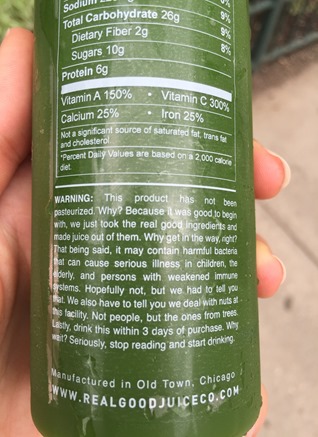 Sodium 22
9%
Total Carbohydrate 26g 9%
Dietary Fiber 2g 9%
Sugars 10g 8%
Protein 6g
Vitamin A 150% • Vitamin C 300%
Calcium 25% • Iron 25%
Not a significant source of saturated fat, trans fat
and cholesterol
*Percent Daily Values are based on a 2,000 calorie
diet.
WARNING: This product has not been
pasteurized. Why? Because it was good to begin
with, we just took the real good ingredients and
made juice out of them. Why get in the way, right?
That being said, it may contain harmful bacteria
that can cause serious illness in children, the
elderly, and persons with weakened immune
systems. Hopefully not, but we had to tell you
that. We also have to tell you we deal with nuts at
this facility. Not people, but the ones from trees.
Lastly, drink this within 3 days of purchase. Why
wait? Seriously, stop reading and start drinking.
Manufactured in Old Town, Chicago
WWW.REALGOODJUICECO.COM